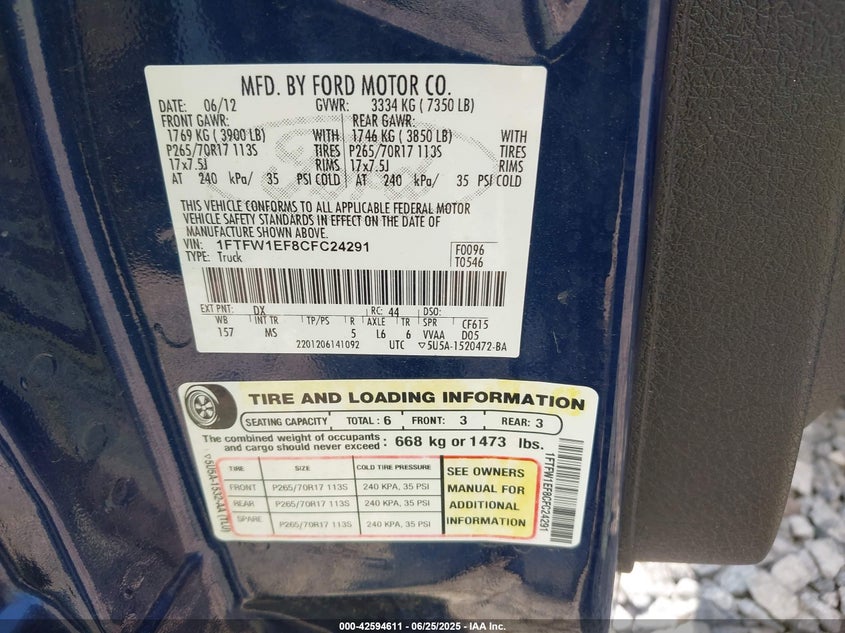 MFD. BY FORD MOTOR CO.
DATE: 06/12 GVWR: 3334 KG ( 7350 LB)
FRONT GAWR: REAR GAWR:
1769 KG ( 3900 LB) WITH 1746 KG ( 3850 LB) WITH
P265/70R17 113S TIRES P265/70R17 113S TIRES
17x7.5J RIMS 17x7.5J RIMS
AT 240 kPa/ 35 PSI COLD AT 240 kPa/ 35 PSI COLD
THIS VEHICLE CONFORMS TO ALL APPLICABLE FEDERAL MOTOR
VEHICLE SAFETY STANDARDS IN EFFECT ON THE DATE OF
MANUFACTURE SHOWN ABOVE.
VIN: 1FTFW1EF8CFC24291 F0096
TYPE: Truck T0546
EXT PNT: DX RC: 44 DSO:
WB INT TR TP/PS R AXLE TR SPR CF615
157 MS 5 L6 6 VVAA D05
2201206141092 UTC ▽5U5A-1520472-BA
TIRE AND LOADING INFORMATION
SEATING CAPACITY TOTAL: 6 FRONT: 3 REAR: 3
The combined weight of occupants and cargo should never exceed : 668 kg or 1473 lbs.
TIRE SIZE COLD TIRE PRESSURE
FRONT P265/70R17 113S 240 KPA, 35 PSI
REAR P265/70R17 113S 240 KPA, 35 PSI
SPARE P265/70R17 113S 240 KPA, 35 PSI
SEE OWNERS
MANUAL FOR
ADDITIONAL
INFORMATION
▽5U5A-1532-AA (TLU)
1FTFW1EF8CFC24291
000-42594611 - 06/25/2025 - IAA Inc.